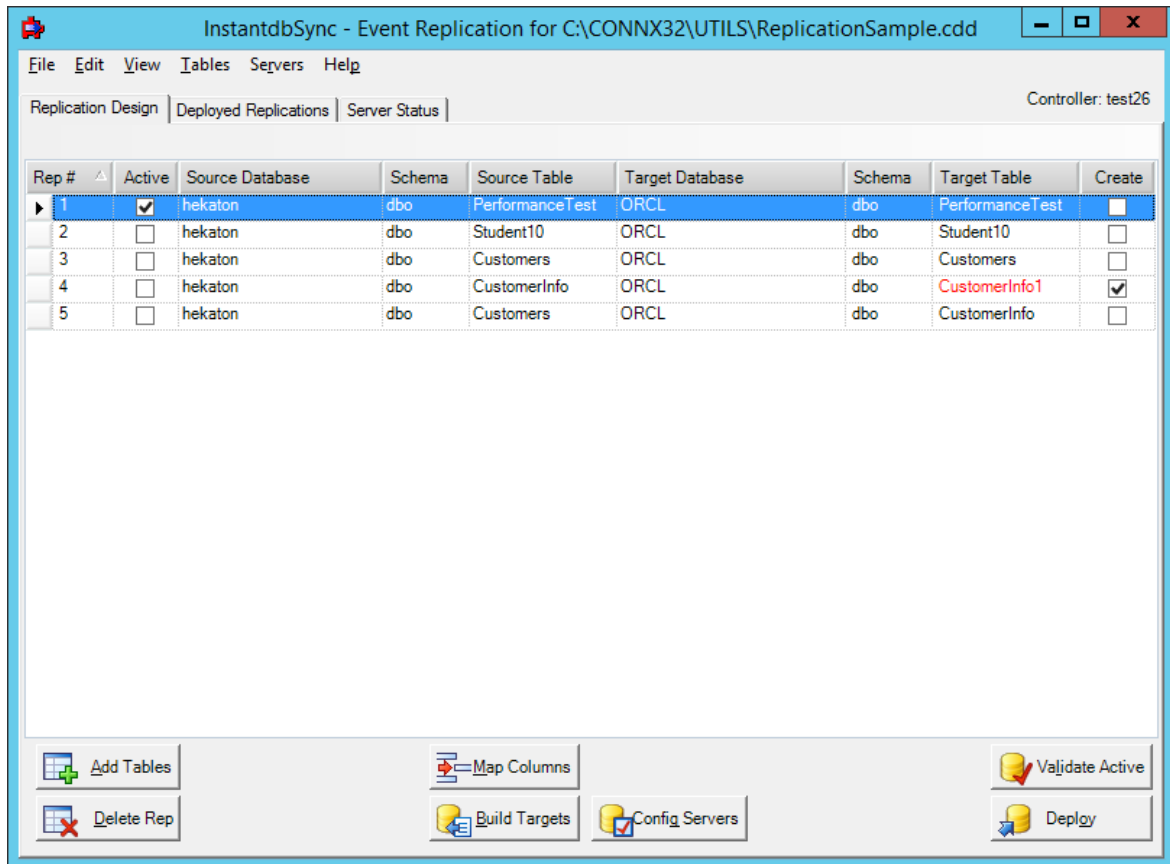 InstantdbSync - Event Replication for C:\CONNX32\UTILS\ReplicationSample.cdd
File Edit View Tables Servers Help
Controller: test26
Replication Design Deployed Replications Server Status
Rep # Active Source Database Schema Source Table Target Database Schema Target Table Create
1 hekaton dbo PerformanceTest ORCL dbo PerformanceTest
2 hekaton dbo Student10 ORCL dbo Student10
3 hekaton dbo Customers ORCL dbo Customers
4 hekaton dbo CustomerInfo ORCL dbo CustomerInfo1
5 hekaton dbo Customers ORCL dbo CustomerInfo
Add Tables Map Columns Validate Active
Delete Rep Build Targets Config Servers Deploy